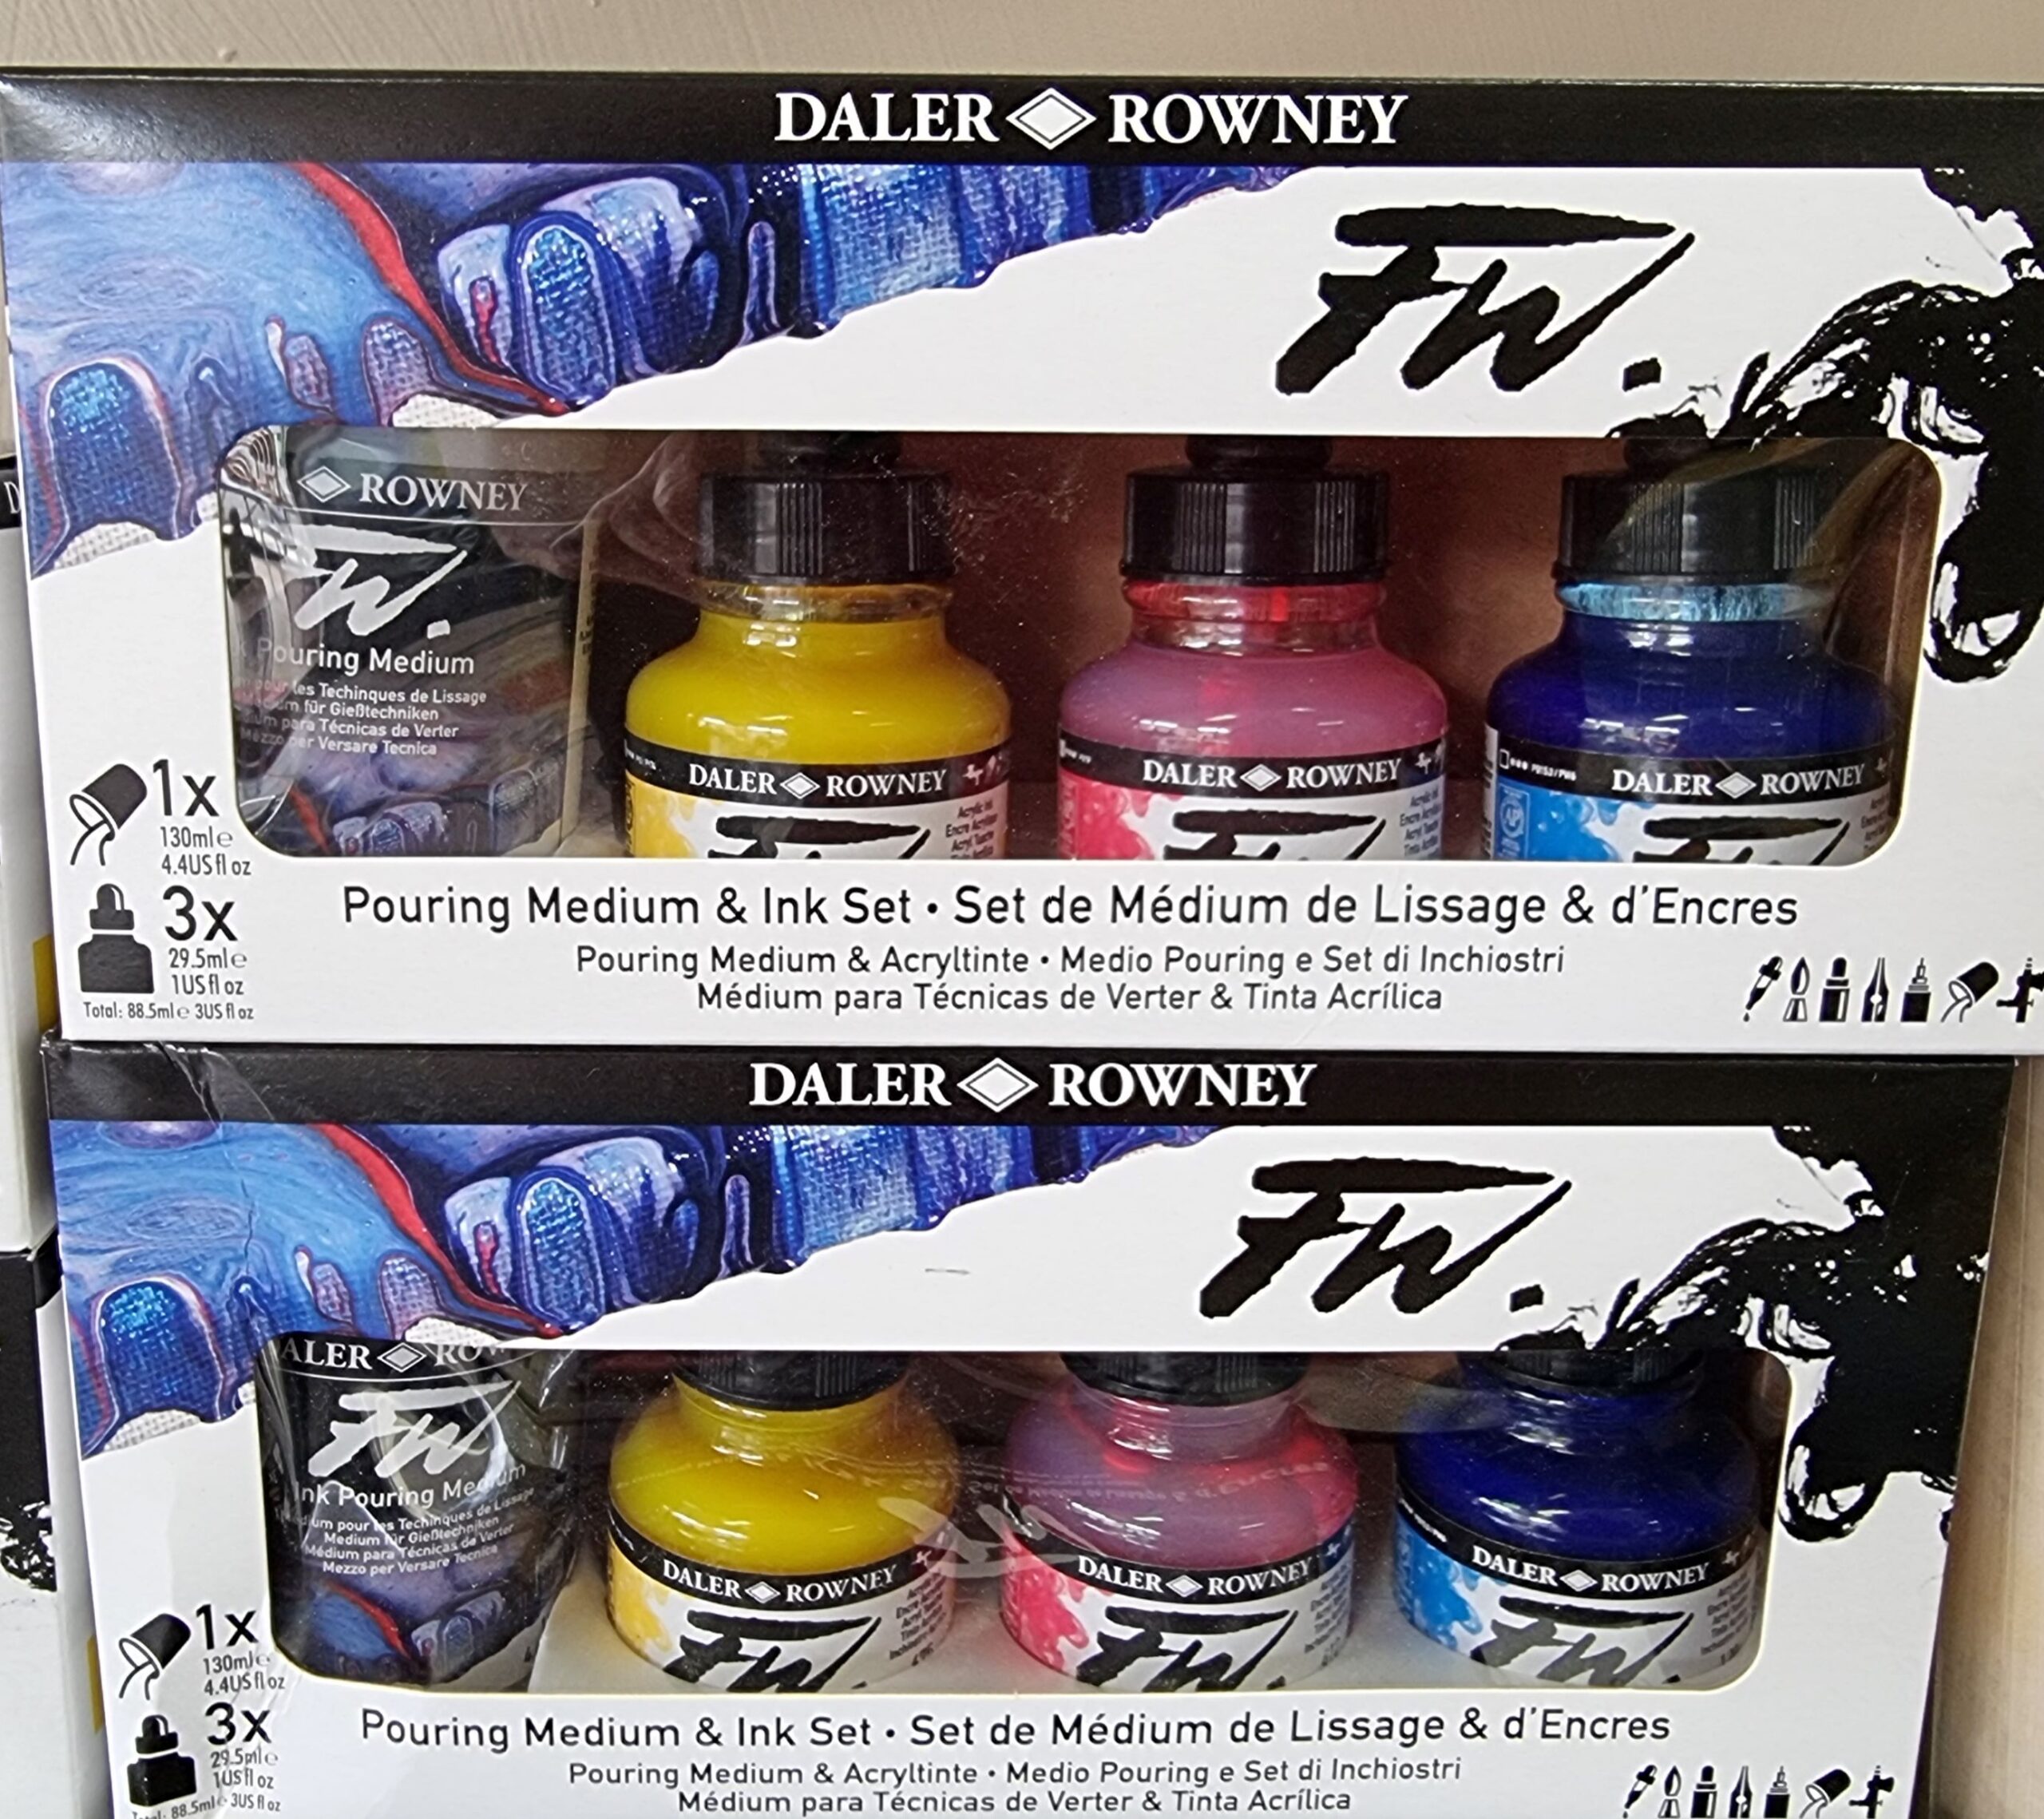 DALER ROWNEY
FW.
ROWNEY
FW.
Pouring Medium
les Techinques de Lissage
für Gießtechniken
para Técnicas de Verter
Mezzo per Versare Tecnica
DALER ROWNEY
DALER ROWNEY
DALER ROWNEY
1x
130ml e
4.4US fl oz
3x
29.5ml e
1US fl oz
Total: 88.5ml e 3US fl oz
Pouring Medium & Ink Set • Set de Médium de Lissage & d'Encres
Pouring Medium & Acryltinte • Medio Pouring e Set di Inchiostri
Médium para Técnicas de Verter & Tinta Acrílica
DALER ROWNEY
FW.
ALER ROW
FW
Ink Pouring Medium
pour les Techinques de Lissage
Medium für Gießtechniken
Médium para Técnicas de Verter
Mezzo per Versare Tecnica
DALER ROWNEY
FW.
DALER ROWNEY
FW.
DALER ROWNEY
FW.
1x
130ml e
4.4US fl oz
3x
29.5ml e
1US fl oz
88.5ml e 3US fl oz
Pouring Medium & Ink Set • Set de Médium de Lissage & d'Encres
Pouring Medium & Acryltinte • Medio Pouring e Set di Inchiostri
Médium para Técnicas de Verter & Tinta Acrílica